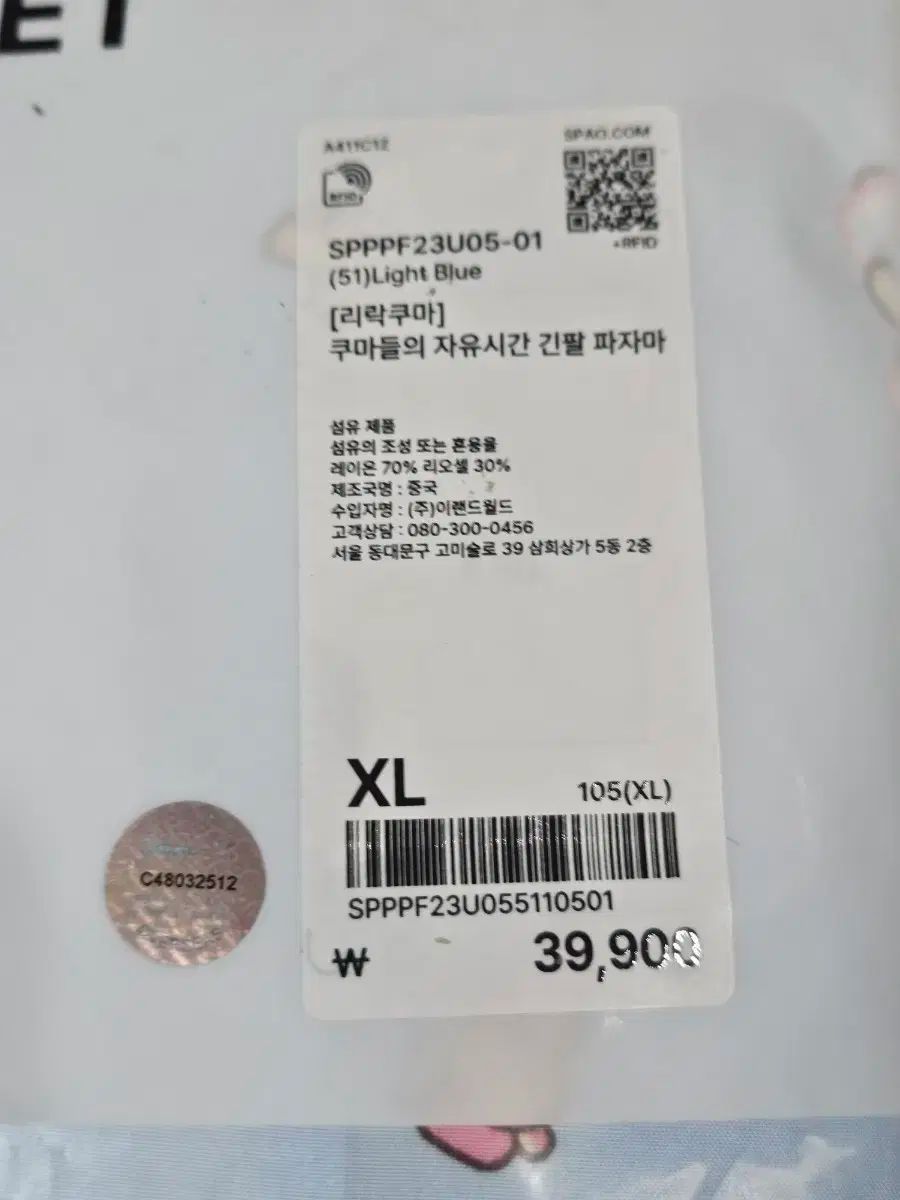 ET
A411C12
SPAO.COM
RFID
+RFID
SPPPF23U05-01
(51)Light Blue
[리락쿠마]
쿠마들의 자유시간 긴팔 파자마
섬유 제품
섬유의 조성 또는 혼용율
레이온 70% 리오셀 30%
제조국명 : 중국
수입자명 : (주)이랜드월드
고객상담 : 080-300-0456
서울 동대문구 고미술로 39 삼희상가 5동 2층
XL
105(XL)
SPPPF23U055110501
₩ 39,900
C48032512